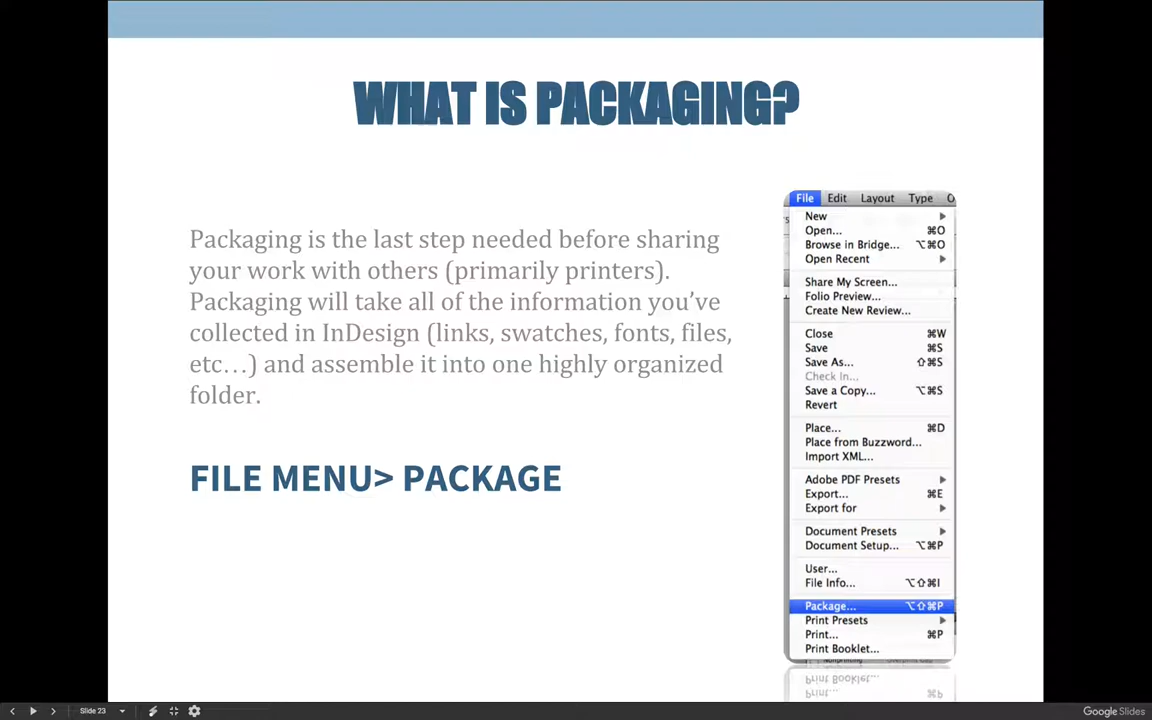 WHAT IS PACKAGING?
Packaging is the last step needed before sharing
your work with others (primarily printers).
Packaging will take all of the information you’ve
collected in InDesign (links, swatches, fonts, files,
etc…) and assemble it into one highly organized
folder.
FILE MENU> PACKAGE
File Edit Layout Type
New
Open... ⌘O
Browse in Bridge... ⌥⌘O
Open Recent
Share My Screen...
Folio Preview...
Create New Review...
Close ⌘W
Save ⌘S
Save As... ⇧⌘S
Check In...
Save a Copy... ⌥⌘S
Revert
Place... ⌘D
Place from Buzzword...
Import XML...
Adobe PDF Presets
Export... ⌘E
Export for
Document Presets
Document Setup... ⌥⌘P
User...
File Info... ⌥⇧⌘I
Package... ⌥⇧⌘P
Print Presets
Print... ⌘P
Print Booklet...
Slide 23
Google Slides